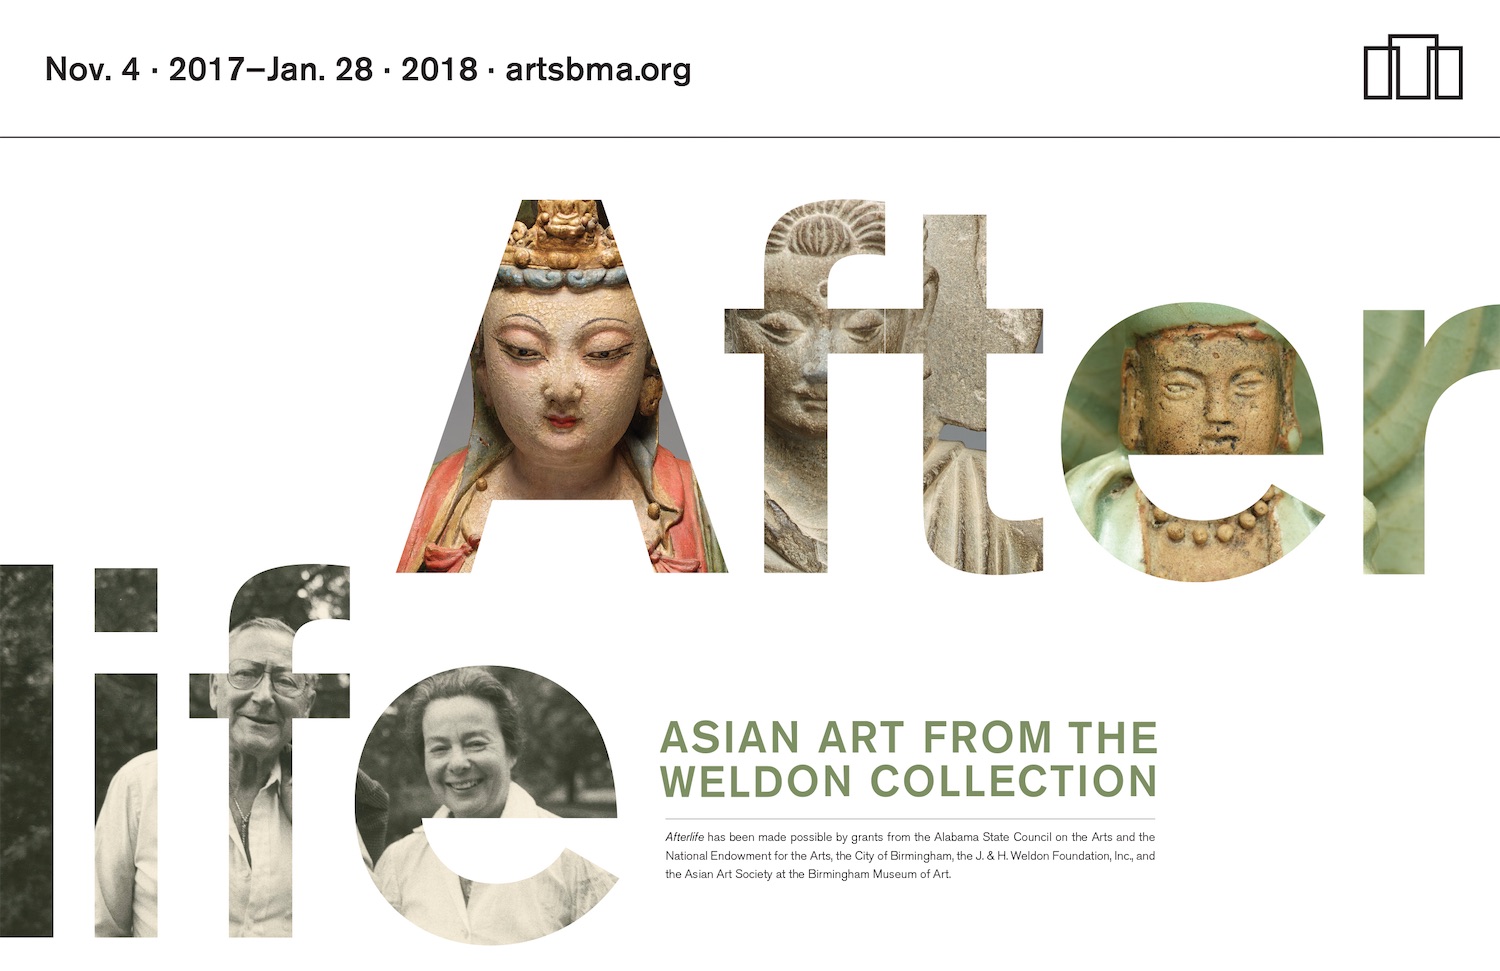 Nov. 4 · 2017–Jan. 28 · 2018 · artsbma.org
After
life
ASIAN ART FROM THE
WELDON COLLECTION
Afterlife has been made possible by grants from the Alabama State Council on the Arts and the
National Endowment for the Arts, the City of Birmingham, the J. & H. Weldon Foundation, Inc., and
the Asian Art Society at the Birmingham Museum of Art.